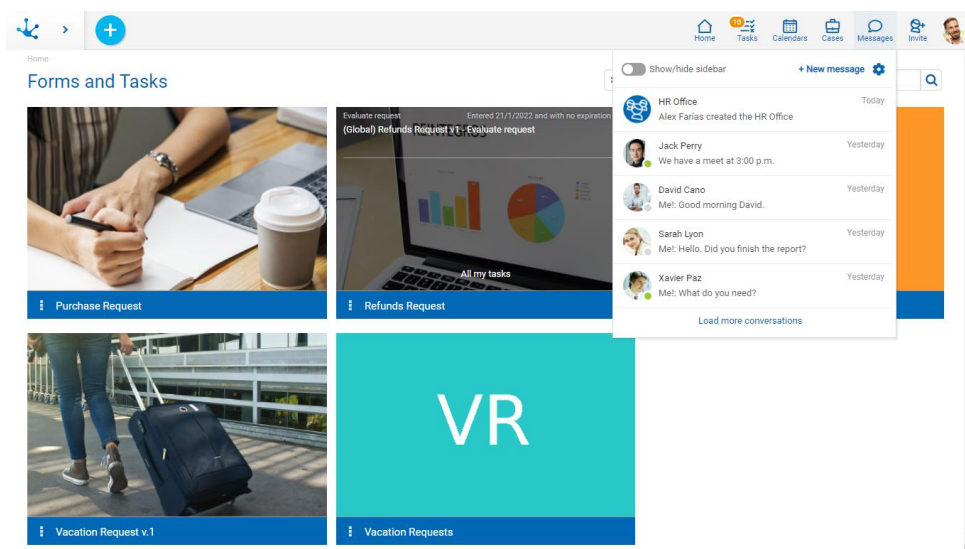 Home
10
Tasks
Calendars
Cases
Messages
Invite
Home
Forms and Tasks
Show/hide sidebar
+ New message
HR Office
Today
Alex Farías created the HR Office
Jack Perry
Yesterday
We have a meet at 3:00 p.m.
David Cano
Yesterday
Me!: Good morning David.
Sarah Lyon
Yesterday
Me!: Hello. Did you finish the report?
Xavier Paz
Yesterday
Me!: What do you need?
Load more conversations
Evaluate request
Entered 21/1/2022 and with no expiration
(Global) Refunds Request v1 - Evaluate request
REINTEGROS
All my tasks
Purchase Request
Refunds Request
VR
Vacation Request v.1
Vacation Requests